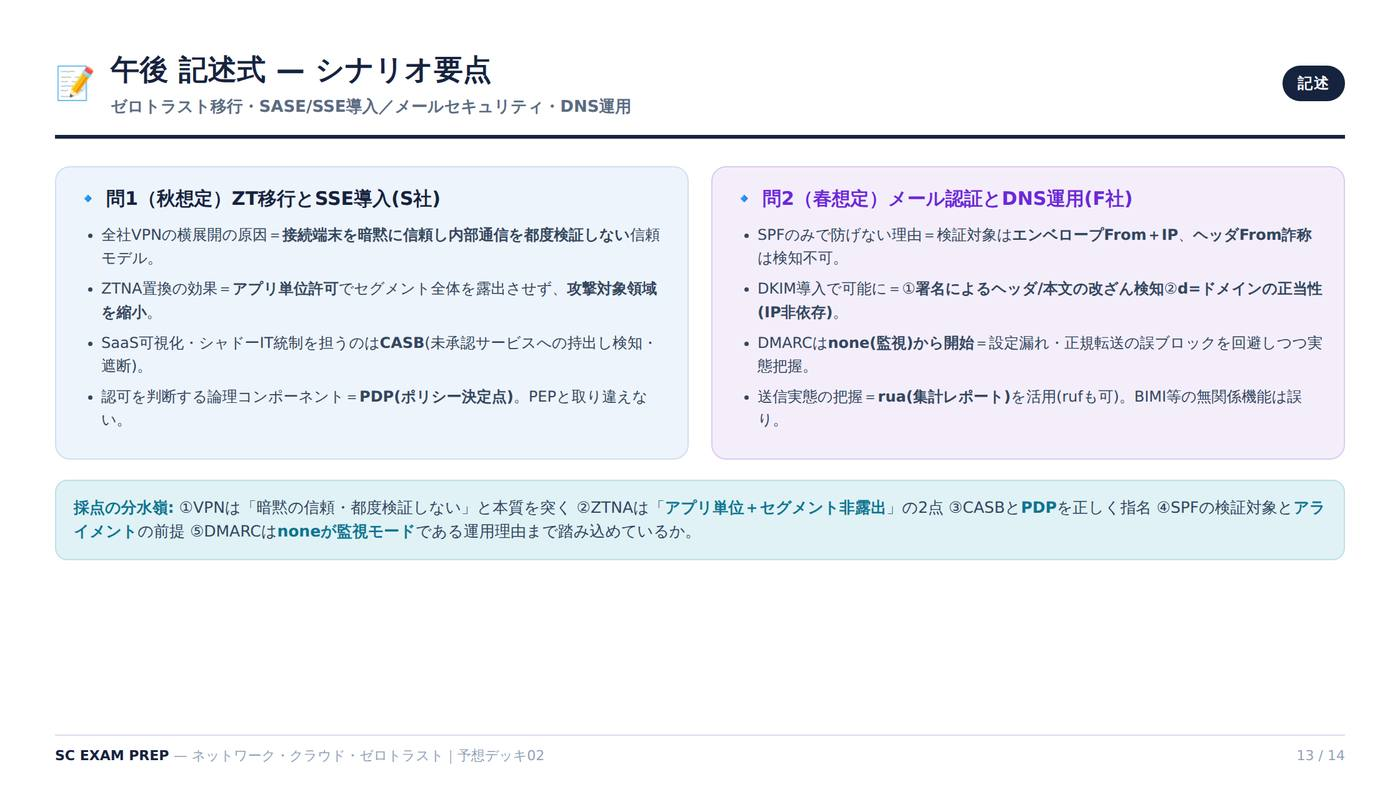 午後 記述式 — シナリオ要点
ゼロトラスト移行・SASE/SSE導入／メールセキュリティ・DNS運用
記述
問1（秋想定）ZT移行とSSE導入(S社)
• 全社VPNの横展開の原因＝接続端末を暗黙に信頼し内部通信を都度検証しない信頼
モデル。
• ZTNA置換の効果＝アプリ単位許可でセグメント全体を露出させず、攻撃対象領域
を縮小。
• SaaS可視化・シャドーIT統制を担うのはCASB(未承認サービスへの持出し検知・
遮断)。
• 認可を判断する論理コンポーネント＝PDP(ポリシー決定点)。PEPと取り違えな
い。
問2（春想定）メール認証とDNS運用(F社)
• SPFのみで防げない理由＝検証対象はエンベロープFrom＋IP、ヘッダFrom詐称
は検知不可。
• DKIM導入で可能に＝①署名によるヘッダ/本文の改ざん検知②d=ドメインの正当性
(IP非依存)。
• DMARCはnone(監視)から開始＝設定漏れ・正規転送の誤ブロックを回避しつつ実
態把握。
• 送信実態の把握＝rua(集計レポート)を活用(rufも可)。BIMI等の無関係機能は誤
り。
採点の分水嶺: ①VPNは「暗黙の信頼・都度検証しない」と本質を突く ②ZTNAは「アプリ単位＋セグメント非露出」の2点 ③CASBとPDPを正しく指名 ④SPFの検証対象とアラ
イメントの前提 ⑤DMARCはnoneが監視モードである運用理由まで踏み込めているか。
SC EXAM PREP — ネットワーク・クラウド・ゼロトラスト｜予想デッキ02
13 / 14